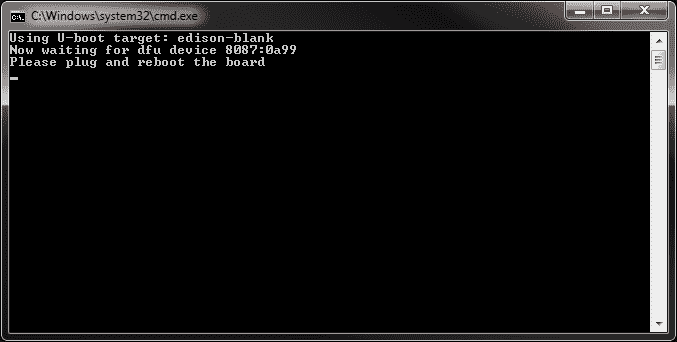 C:\Windows\system32\cmd.exe
Using U-boot target: edison-blank
Now waiting for dfu device 8087:0a99
Please plug and reboot the board